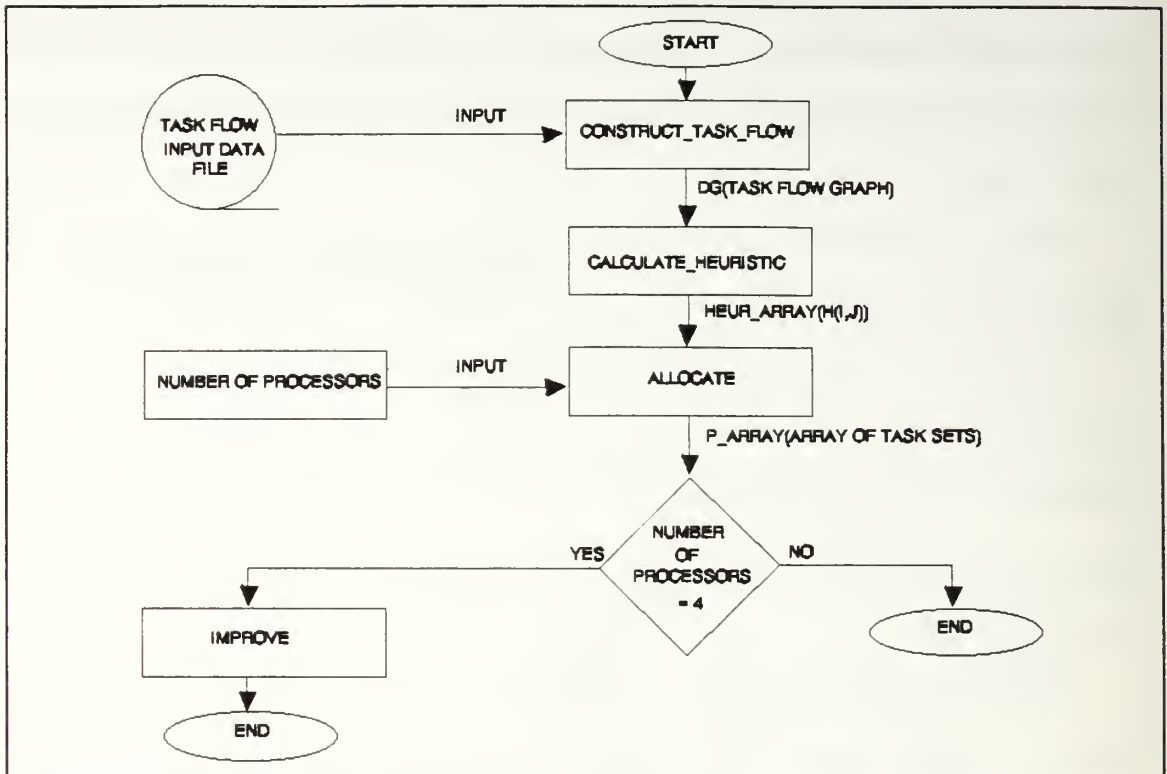 START
TASK FLOW
INPUT DATA
FILE
INPUT
CONSTRUCT_TASK_FLOW
DG(TASK FLOW GRAPH)
CALCULATE_HEURISTIC
HEUR_ARRAY(H(I,J))
NUMBER OF PROCESSORS
INPUT
ALLOCATE
P_ARRAY(ARRAY OF TASK SETS)
NUMBER
OF
PROCESSORS
= 4
YES
NO
IMPROVE
END
END